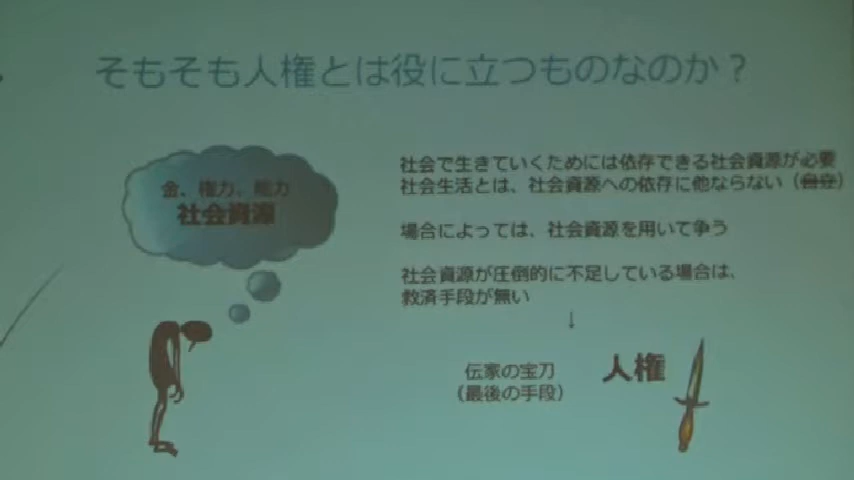 そもそも人権とは役に立つものなのか？
金、権力、能力
社会資源
社会で生きていくためには依存できる社会資源が必要
社会生活とは、社会資源への依存に他ならない（自立）
場合によっては、社会資源を用いて争う
社会資源が圧倒的に不足している場合は、
救済手段が無い
↓
伝家の宝刀
（最後の手段）
人権